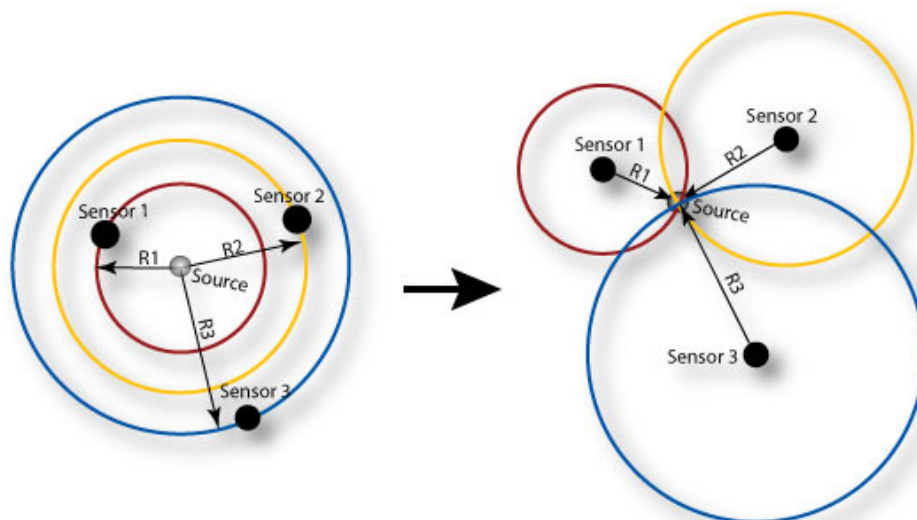 Sensor 1
Sensor 2
R1
R2
Source
R3
Sensor 3
Sensor 1
Sensor 2
R1
R2
Source
R3
Sensor 3